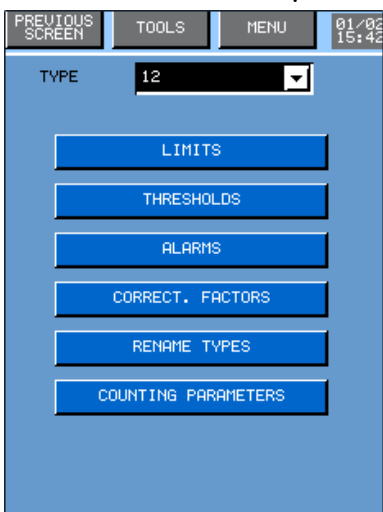 PREVIOUS
SCREEN
TOOLS
MENU
01/02
15:42
TYPE
12
LIMITS
THRESHOLDS
ALARMS
CORRECT. FACTORS
RENAME TYPES
COUNTING PARAMETERS